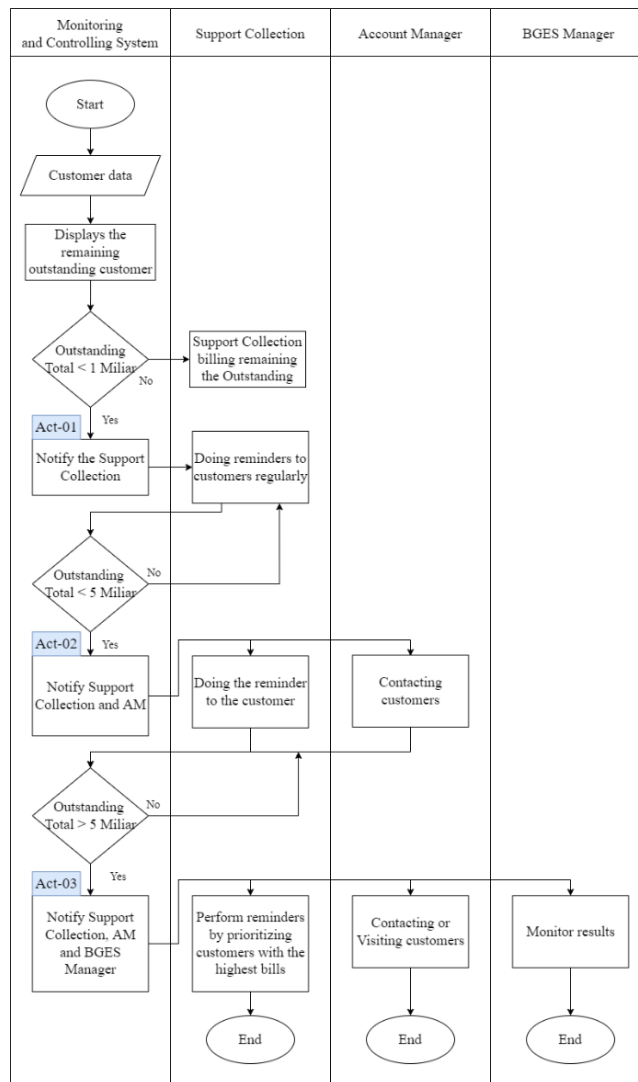 Monitoring
and Controlling System
Support Collection
Account Manager
BGES Manager
Start
Customer data
Displays the
remaining
outstanding customer
Outstanding
Total < 1 Miliar
No
Support Collection
billing remaining
the Outstanding
Yes
Act-01
Notify the Support
Collection
Doing reminders to
customers regularly
Outstanding
Total < 5 Miliar
No
Yes
Act-02
Notify Support
Collection and AM
Doing the reminder
to the customer
Contacting
customers
Outstanding
Total > 5 Miliar
No
Yes
Act-03
Notify Support
Collection, AM
and BGES
Manager
Perform reminders
by prioritizing
customers with the
highest bills
Contacting or
Visiting customers
Monitor results
End
End
End